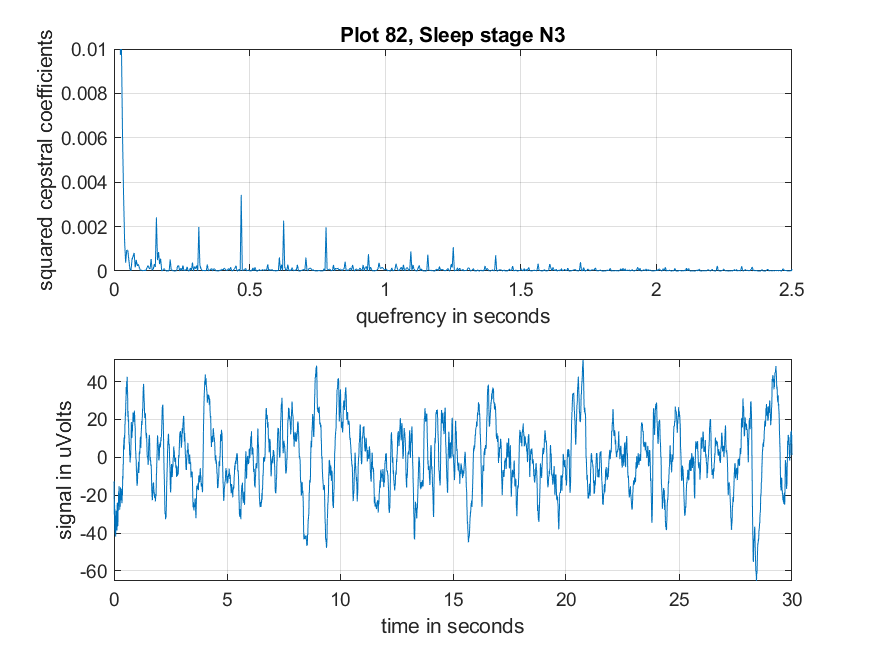 Plot 82, Sleep stage N3
squared cepstral coefficients
0.01
0.008
0.006
0.004
0.002
0
0 0.5 1 1.5 2 2.5
quefrency in seconds
signal in uVolts
40
20
0
-20
-40
-60
0 5 10 15 20 25 30
time in seconds